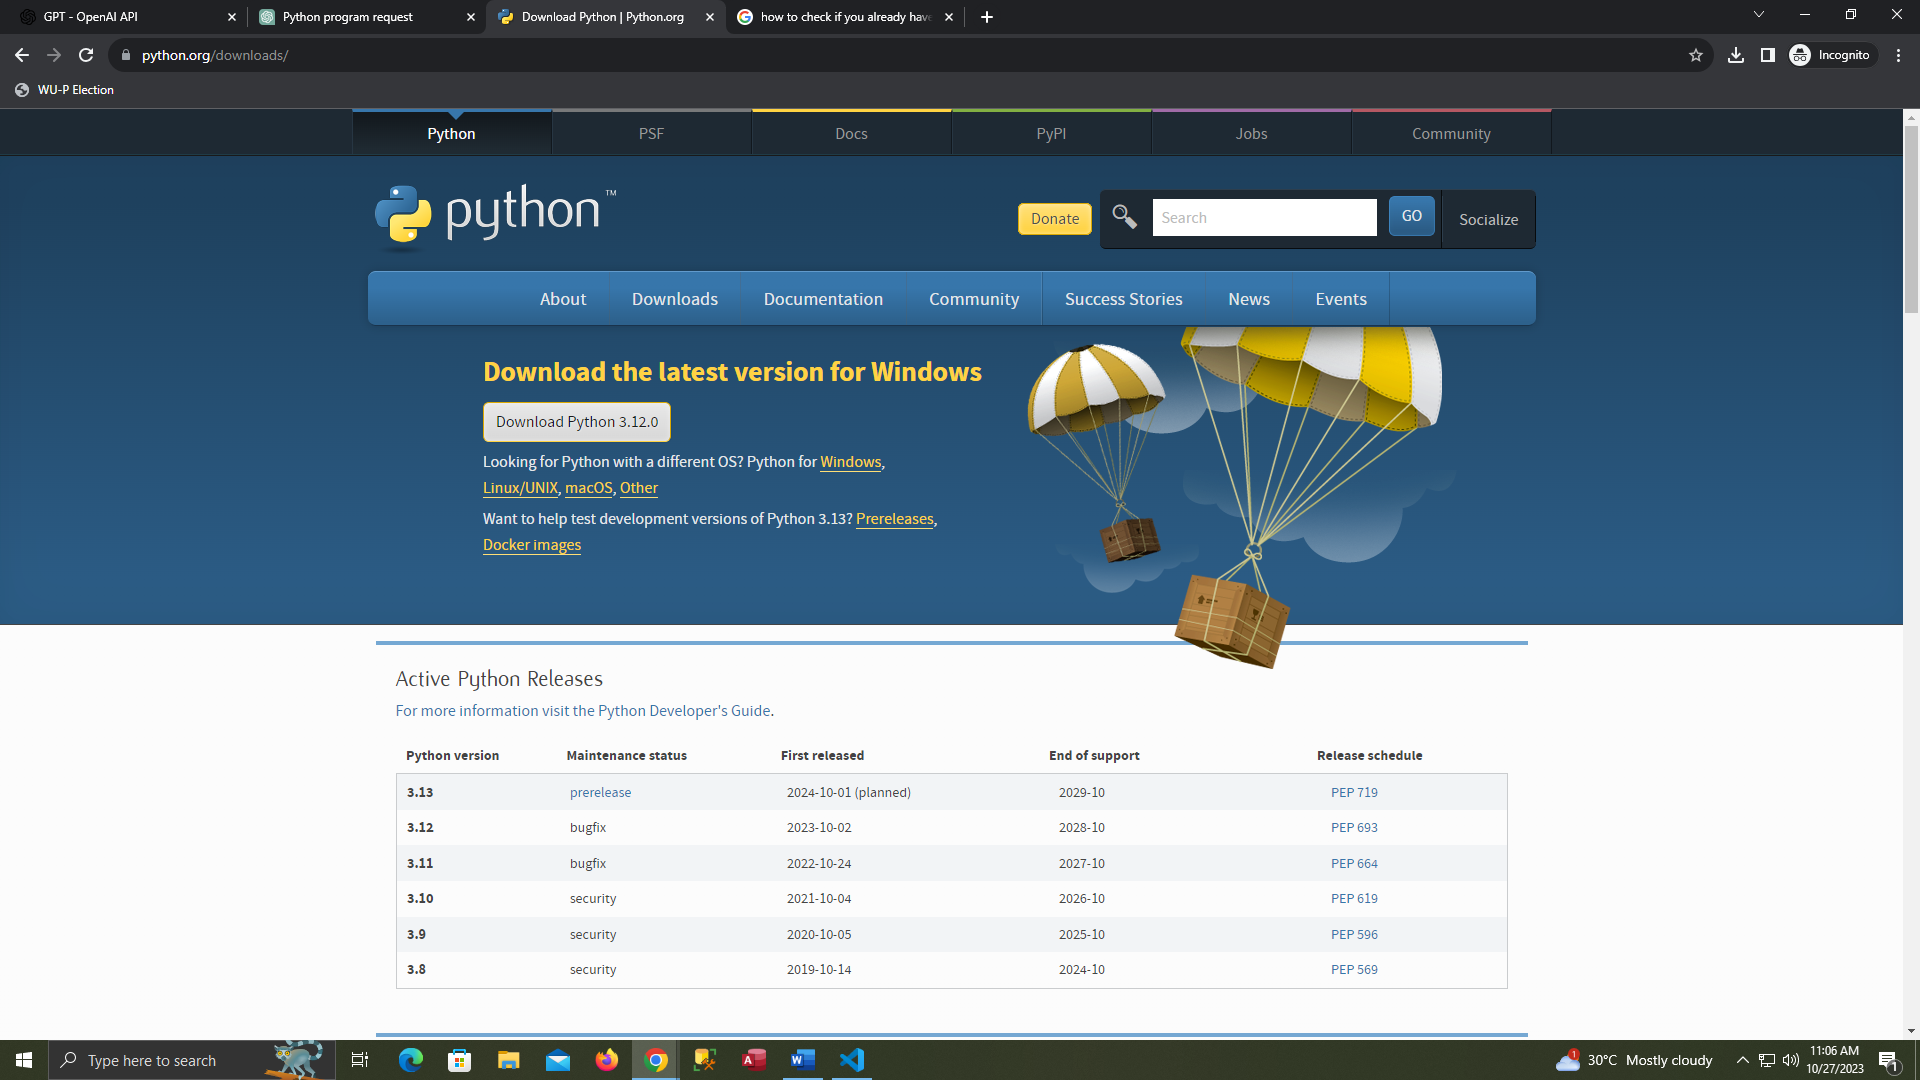 GPT - OpenAI API
Python program request
Download Python | Python.org
how to check if you already have
python.org/downloads/
Incognito
WU-P Election
Python
PSF
Docs
PyPI
Jobs
Community
python™
Donate
Search
GO
Socialize
About
Downloads
Documentation
Community
Success Stories
News
Events
Download the latest version for Windows
Download Python 3.12.0
Looking for Python with a different OS? Python for Windows,
Linux/UNIX, macOS, Other
Want to help test development versions of Python 3.13? Prereleases,
Docker images
Active Python Releases
For more information visit the Python Developer's Guide.
Python version Maintenance status First released End of support Release schedule
3.13 prerelease 2024-10-01 (planned) 2029-10 PEP 719
3.12 bugfix 2023-10-02 2028-10 PEP 693
3.11 bugfix 2022-10-24 2027-10 PEP 664
3.10 security 2021-10-04 2026-10 PEP 619
3.9 security 2020-10-05 2025-10 PEP 596
3.8 security 2019-10-14 2024-10 PEP 569
Type here to search
A
W
1
30°C Mostly cloudy
11:06 AM
10/27/2023
1